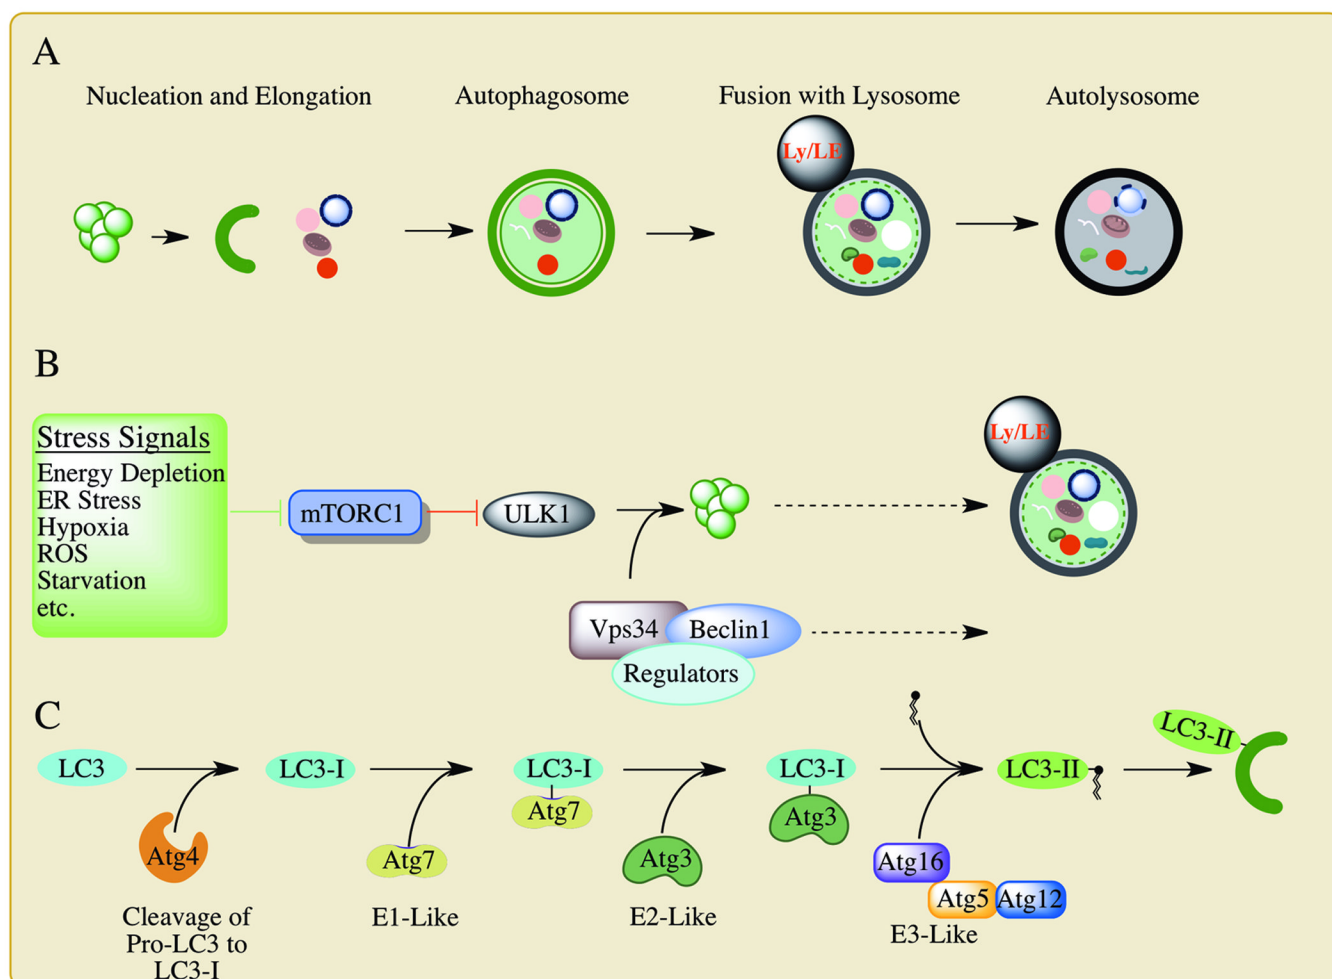 A
Nucleation and Elongation
Autophagosome
Fusion with Lysosome
Autolysosome
Ly/LE
B
Stress Signals
Energy Depletion
ER Stress
Hypoxia
ROS
Starvation
etc.
mTORC1
ULK1
Ly/LE
Vps34
Beclin1
Regulators
C
LC3
LC3-I
LC3-I
Atg7
LC3-I
Atg3
LC3-II
LC3-II
Atg4
Atg7
Atg3
Atg16
Atg5
Atg12
Cleavage of
Pro-LC3 to
LC3-I
E1-Like
E2-Like
E3-Like